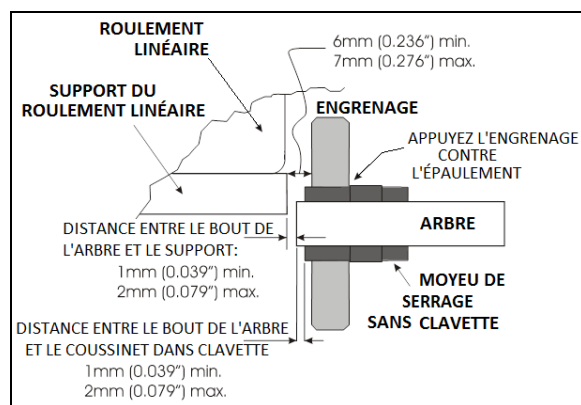 ROULEMENT
LINÉAIRE
6mm (0.236") min.
7mm (0.276") max.
SUPPORT DU
ROULEMENT LINÉAIRE
ENGRENAGE
APPUYEZ L'ENGRENAGE
CONTRE
L'ÉPAULEMENT
DISTANCE ENTRE LE BOUT DE
L'ARBRE ET LE SUPPORT:
1mm (0.039") min.
2mm (0.079") max.
ARBRE
MOYEU DE
SERRAGE
SANS CLAVETTE
DISTANCE ENTRE LE BOUT DE L'ARBRE
ET LE COUSSINET DANS CLAVETTE
1mm (0.039") min.
2mm (0.079") max.